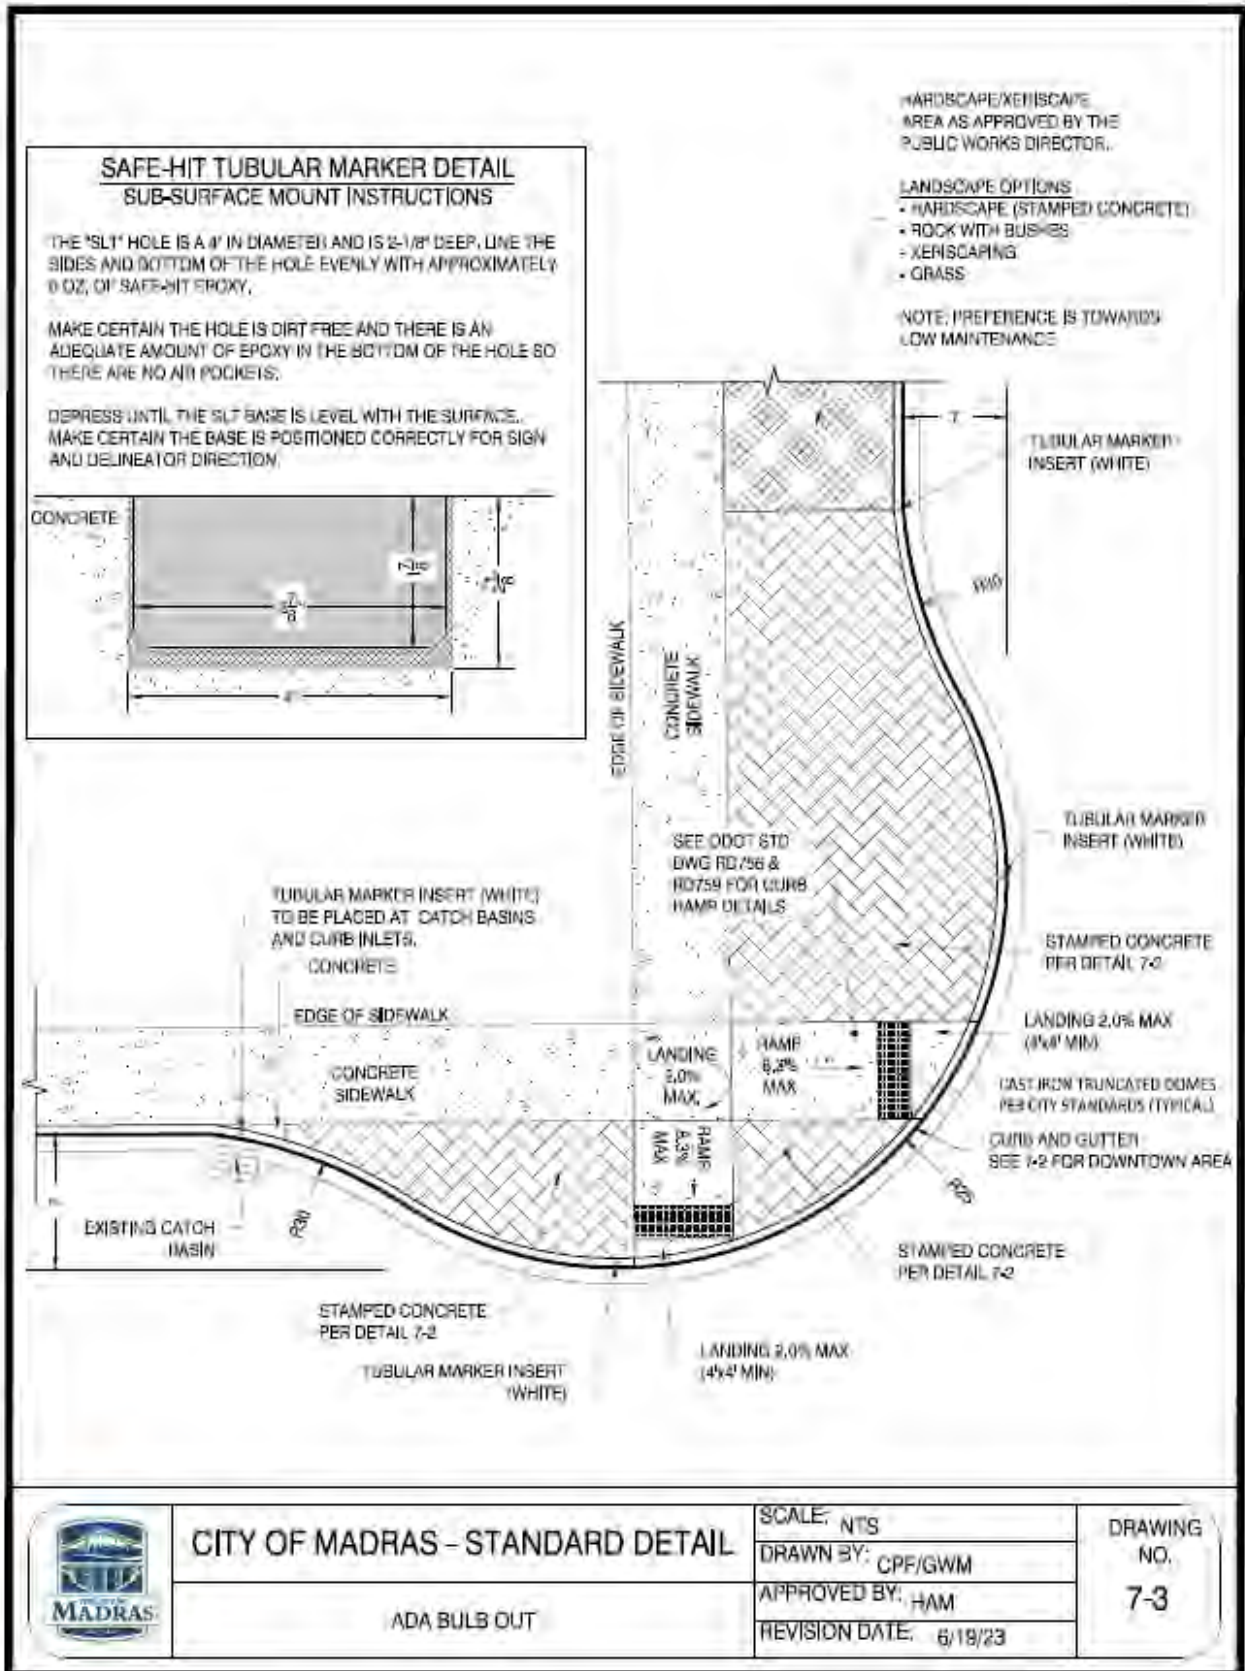 HARDSCAPE/XERISCAPE
AREA AS APPROVED BY THE
PUBLIC WORKS DIRECTOR.
LANDSCAPE OPTIONS
• HARDSCAPE (STAMPED CONCRETE)
• ROCK WITH BUSHES
• XERISCAPING
• GRASS
NOTE: PREFERENCE IS TOWARDS
LOW MAINTENANCE
SAFE-HIT TUBULAR MARKER DETAIL
SUB-SURFACE MOUNT INSTRUCTIONS
THE "SLT" HOLE IS A 4" IN DIAMETER AND IS 2-1/8" DEEP. LINE THE
SIDES AND BOTTOM OF THE HOLE EVENLY WITH APPROXIMATELY
OZ. OF SAFE-HIT EPOXY.
MAKE CERTAIN THE HOLE IS DIRT FREE AND THERE IS AN
ADEQUATE AMOUNT OF EPOXY IN THE BOTTOM OF THE HOLE SO
THERE ARE NO AIR POCKETS.
DEPRESS UNTIL THE SLT BASE IS LEVEL WITH THE SURFACE.
MAKE CERTAIN THE BASE IS POSITIONED CORRECTLY FOR SIGN
AND DELINEATOR DIRECTION.
CONCRETE
4"
TUBULAR MARKER
INSERT (WHITE)
R30
EDGE OF SIDEWALK
CONCRETE
SIDEWALK
SEE ODOT STD
DWG RD756 &
RD759 FOR CURB
RAMP DETAILS
TUBULAR MARKER
INSERT (WHITE)
TUBULAR MARKER INSERT (WHITE)
TO BE PLACED AT CATCH BASINS
AND CURB INLETS.
CONCRETE
EDGE OF SIDEWALK
STAMPED CONCRETE
PER DETAIL 7-2
LANDING 2.0% MAX
(4'x4' MIN)
CONCRETE
SIDEWALK
LANDING
2.0%
MAX.
RAMP
8.3%
MAX
RAMP
8.3%
MAX
CAST IRON TRUNCATED DOMES
PER CITY STANDARDS (TYPICAL)
CURB AND GUTTER
SEE 7-2 FOR DOWNTOWN AREA
R25
R30
7'
EXISTING CATCH
BASIN
STAMPED CONCRETE
PER DETAIL 7-2
STAMPED CONCRETE
PER DETAIL 7-2
TUBULAR MARKER INSERT
(WHITE)
LANDING 2.0% MAX
(4'x4' MIN)
MADRAS
CITY OF MADRAS - STANDARD DETAIL
ADA BULB OUT
SCALE: NTS
DRAWN BY: CPF/GWM
APPROVED BY: HAM
REVISION DATE: 6/19/23
DRAWING
NO.
7-3